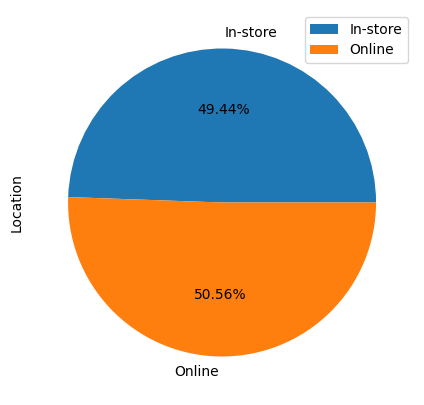 In-store
In-store
Online
49.44%
Location
50.56%
Online